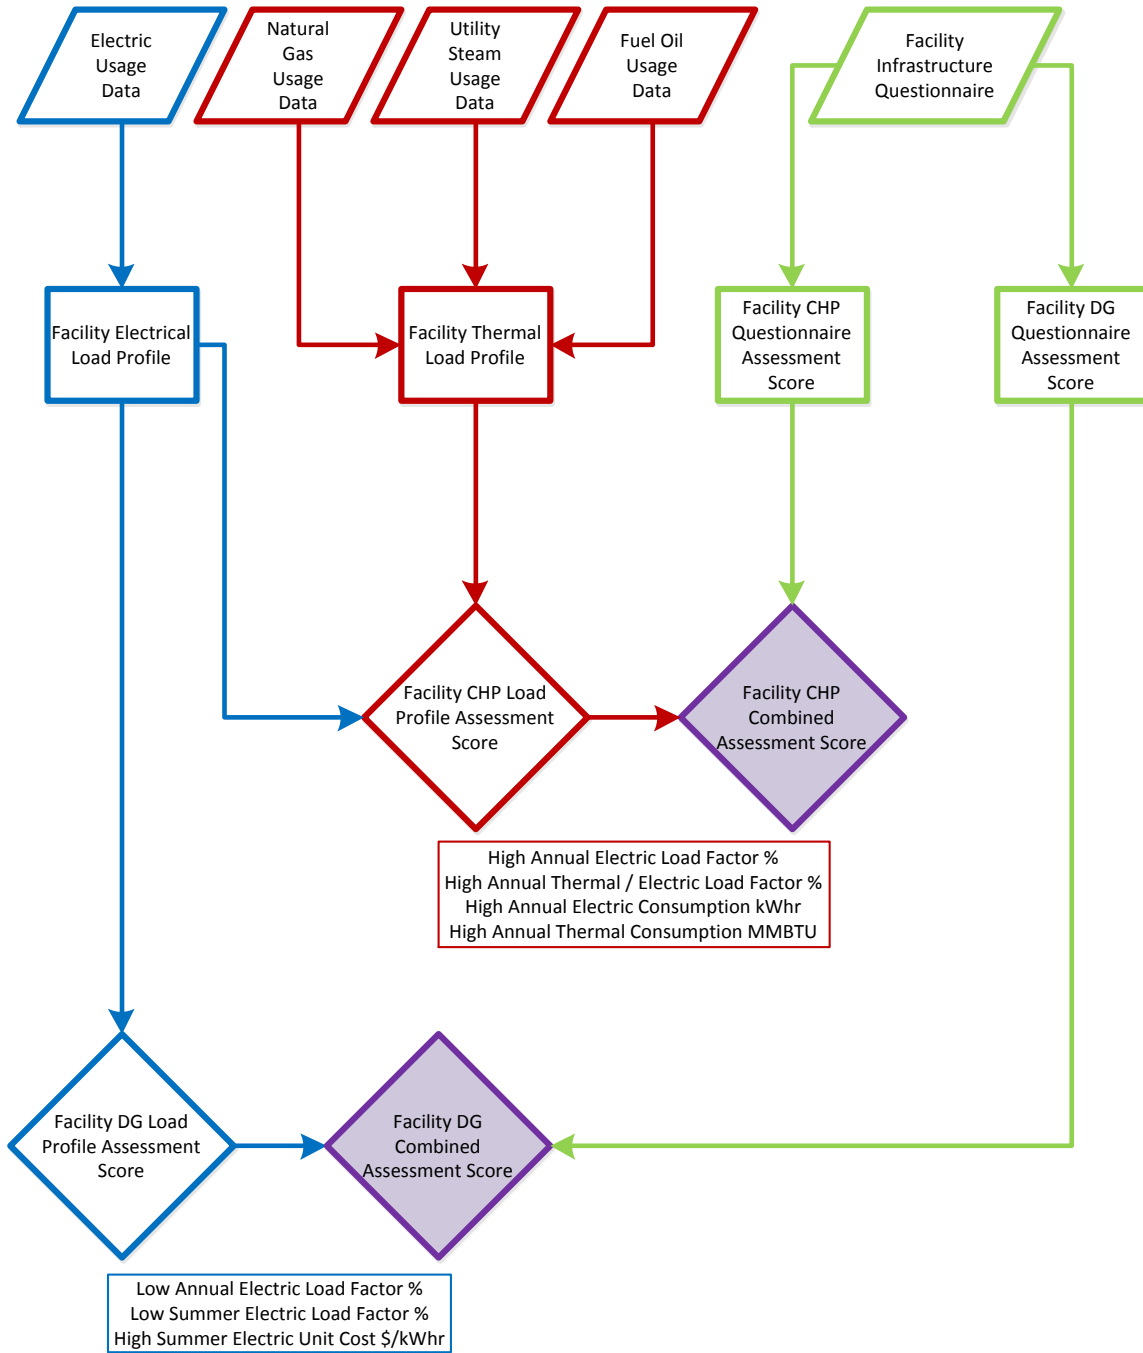 Electric
Usage
Data
Natural
Gas
Usage
Data
Utility
Steam
Usage
Data
Fuel Oil
Usage
Data
Facility
Infrastructure
Questionnaire
Facility Electrical
Load Profile
Facility Thermal
Load Profile
Facility CHP
Questionnaire
Assessment
Score
Facility DG
Questionnaire
Assessment
Score
Facility CHP Load
Profile Assessment
Score
Facility CHP
Combined
Assessment Score
High Annual Electric Load Factor %
High Annual Thermal / Electric Load Factor %
High Annual Electric Consumption kWhr
High Annual Thermal Consumption MMBTU
Facility DG Load
Profile Assessment
Score
Facility DG
Combined
Assessment Score
Low Annual Electric Load Factor %
Low Summer Electric Load Factor %
High Summer Electric Unit Cost $/kWhr